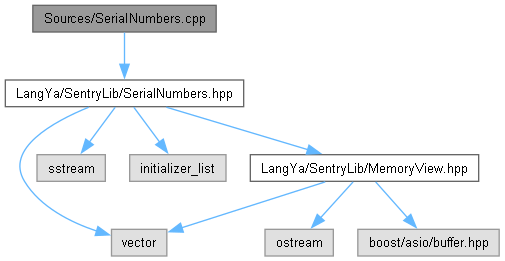 Sources/SerialNumbers.cpp
LangYa/SentryLib/SerialNumbers.hpp
sstream
initializer_list
LangYa/SentryLib/MemoryView.hpp
vector
ostream
boost/asio/buffer.hpp